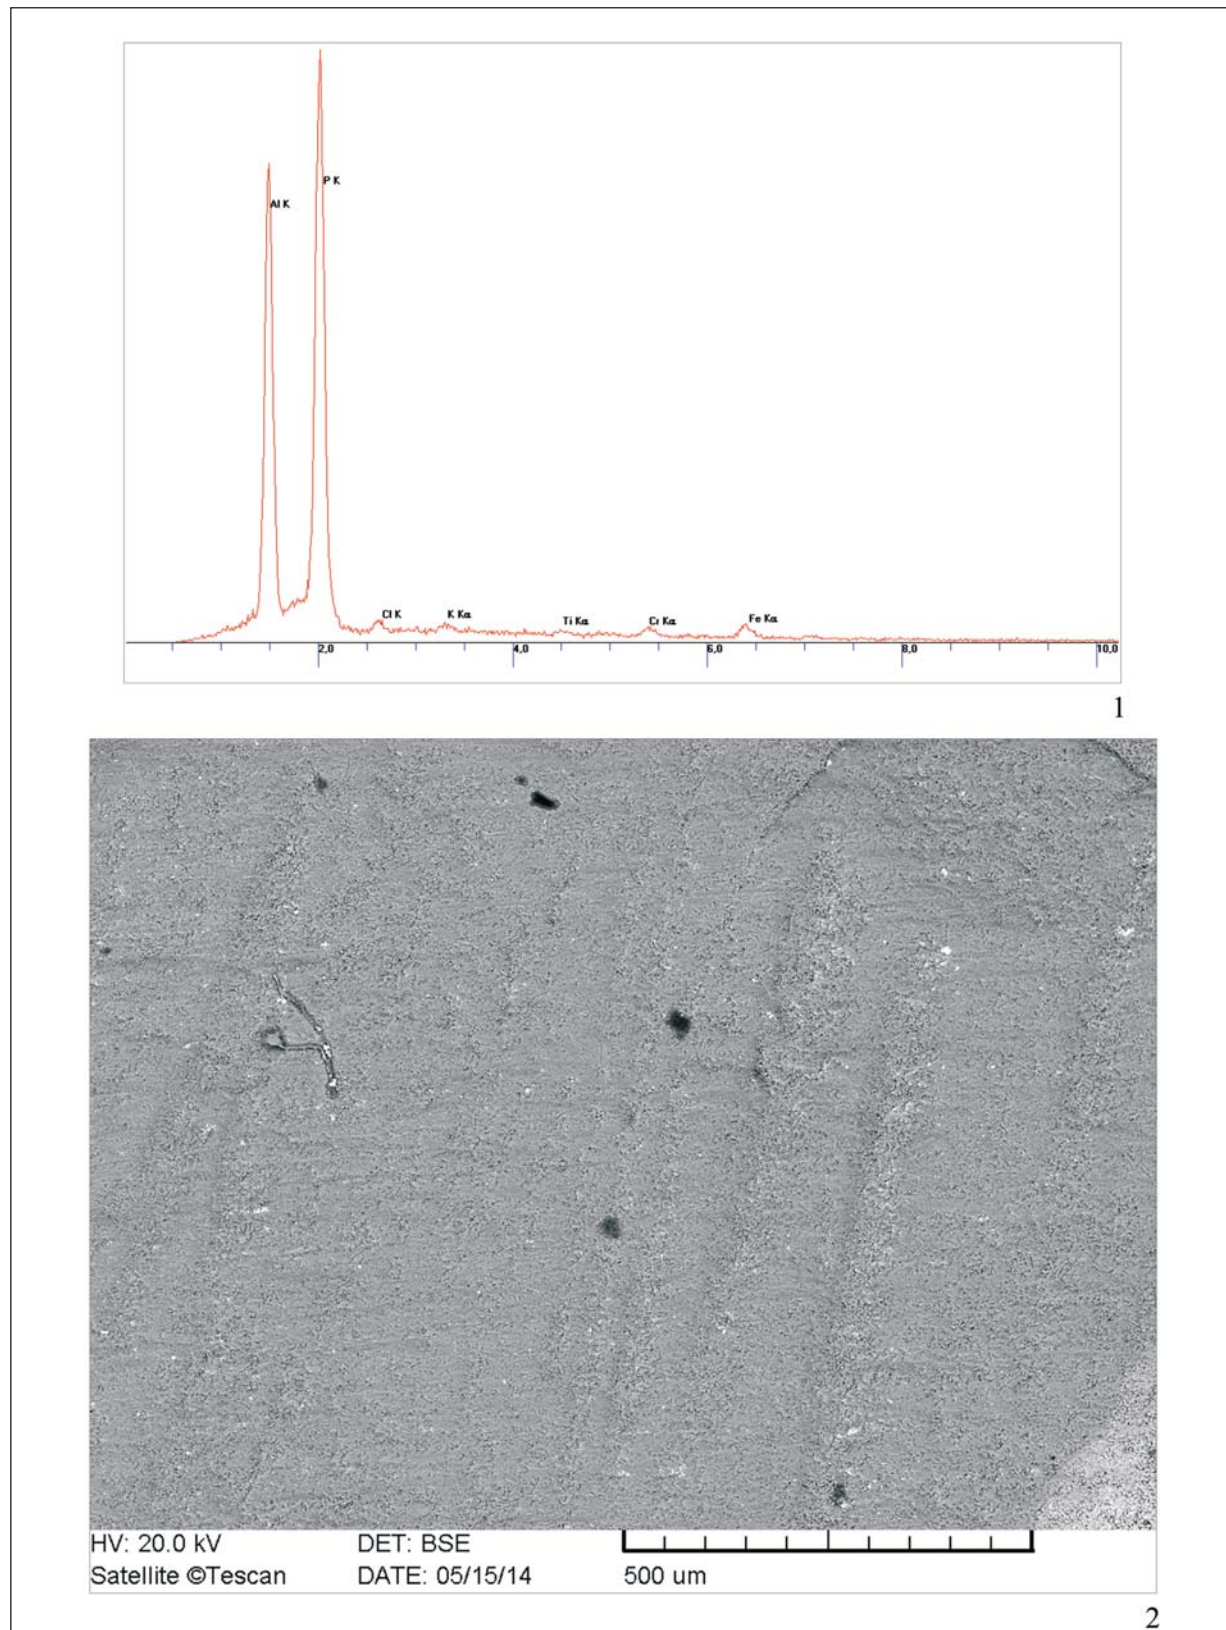 P K
Al K
Cl K
K Kα
Ti Kα
Cr Kα
Fe Kα
2,0
4,0
6,0
8,0
10,0
1
HV: 20.0 kV
DET: BSE
Satellite ©Tescan
DATE: 05/15/14
500 um
2